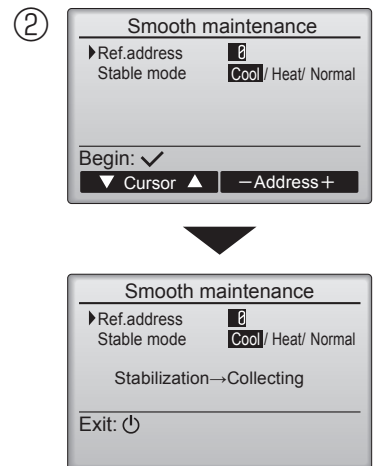 ②
Smooth maintenance
▶Ref.address 0
Stable mode Cool / Heat/ Normal
Begin: ✓
▼ Cursor ▲ －Address＋
Smooth maintenance
▶Ref.address 0
Stable mode Cool / Heat/ Normal
Stabilization→Collecting
Exit: ⏻